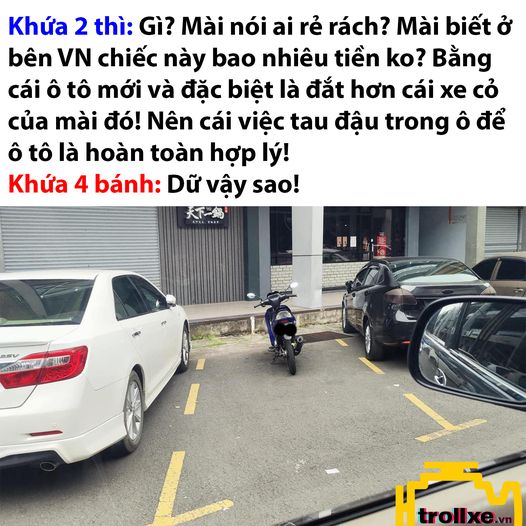 Khứa 2 thì: Gì? Mài nói ai rẻ rách? Mài biết ở
bên VN chiếc này bao nhiêu tiền ko? Bằng
cái ô tô mới và đặc biệt là đắt hơn cái xe cỏ
của mài đó! Nên cái việc tau đậu trong ô để
ô tô là hoàn toàn hợp lý!
Khứa 4 bánh: Dữ vậy sao!
天下一鍋
trollxe.vn